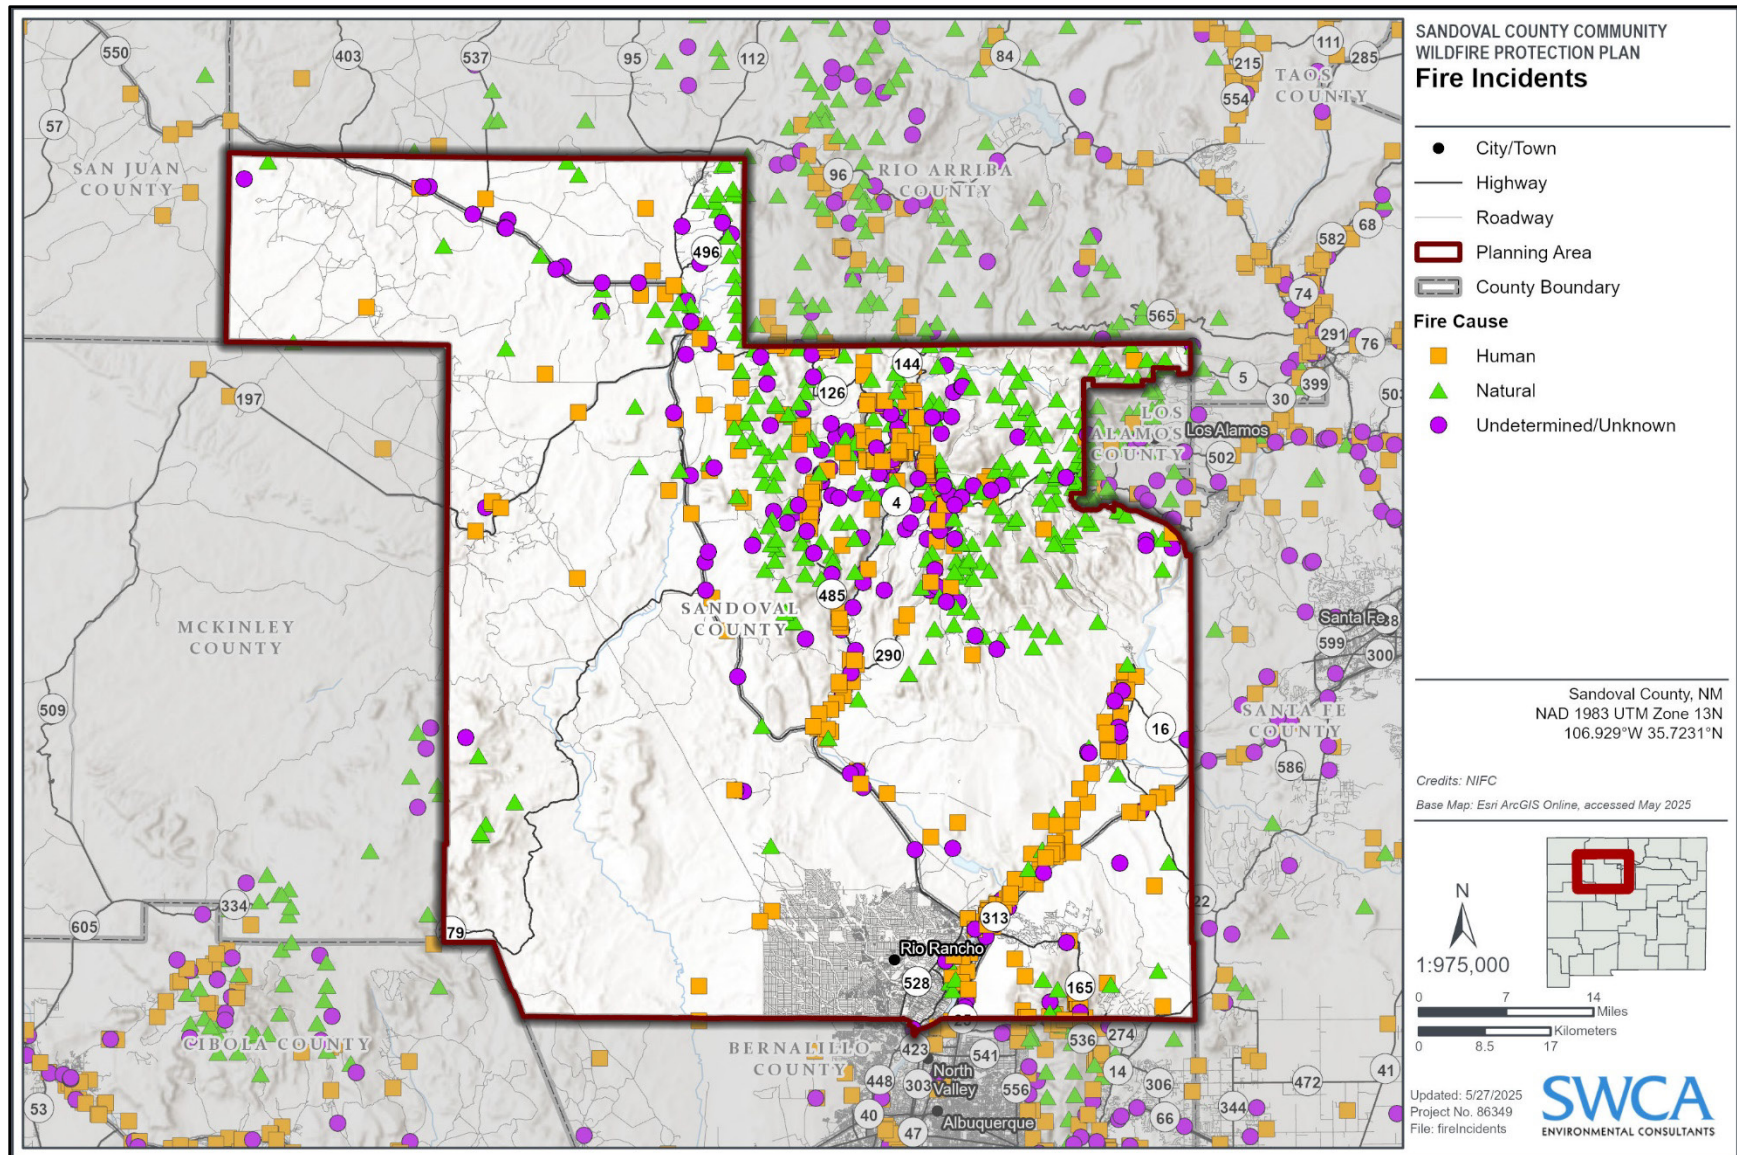 SANDOVAL COUNTY COMMUNITY
WILDFIRE PROTECTION PLAN
Fire Incidents
City/Town
Highway
Roadway
Planning Area
County Boundary
Fire Cause
Human
Natural
Undetermined/Unknown
Sandoval County, NM
NAD 1983 UTM Zone 13N
106.929°W 35.7231°N
Credits: NIFC
Base Map: Esri ArcGIS Online, accessed May 2025
N
1:975,000
0 7 14
Miles
Kilometers
0 8.5 17
Updated: 5/27/2025
Project No. 86349
File: fireIncidents
SWCA
ENVIRONMENTAL CONSULTANTS
550
403
537
95
112
84
215
111
285
TAOS
COUNTY
554
57
SAN JUAN
COUNTY
96
RIO ARRIBA
COUNTY
68
582
496
74
565
291
76
144
126
5
399
30
503
197
LOS
ALAMOS
COUNTY
Los Alamos
502
4
485
SANDOVAL
COUNTY
MCKINLEY
COUNTY
Santa Fe
599
300
290
509
16
SANTA FE
COUNTY
586
334
605
79
313
22
Rio Rancho
528
165
CIBOLA COUNTY
BERNALILLO
COUNTY
423
541
536
274
North
Valley
448
303
556
14
306
472
41
53
40
47
Albuquerque
66
344